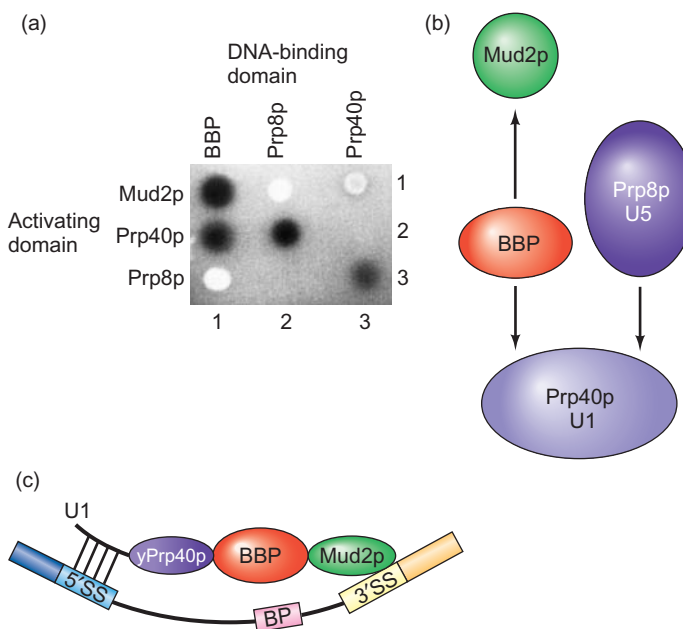 (a)
DNA-binding
domain
BBP
Prp8p
Prp40p
Activating
domain
Mud2p
Prp40p
Prp8p
1
2
3
1 2 3
(b)
Mud2p
Prp8p
U5
BBP
Prp40p
U1
(c)
U1
yPrp40p
BBP
Mud2p
5′SS
BP
3′SS